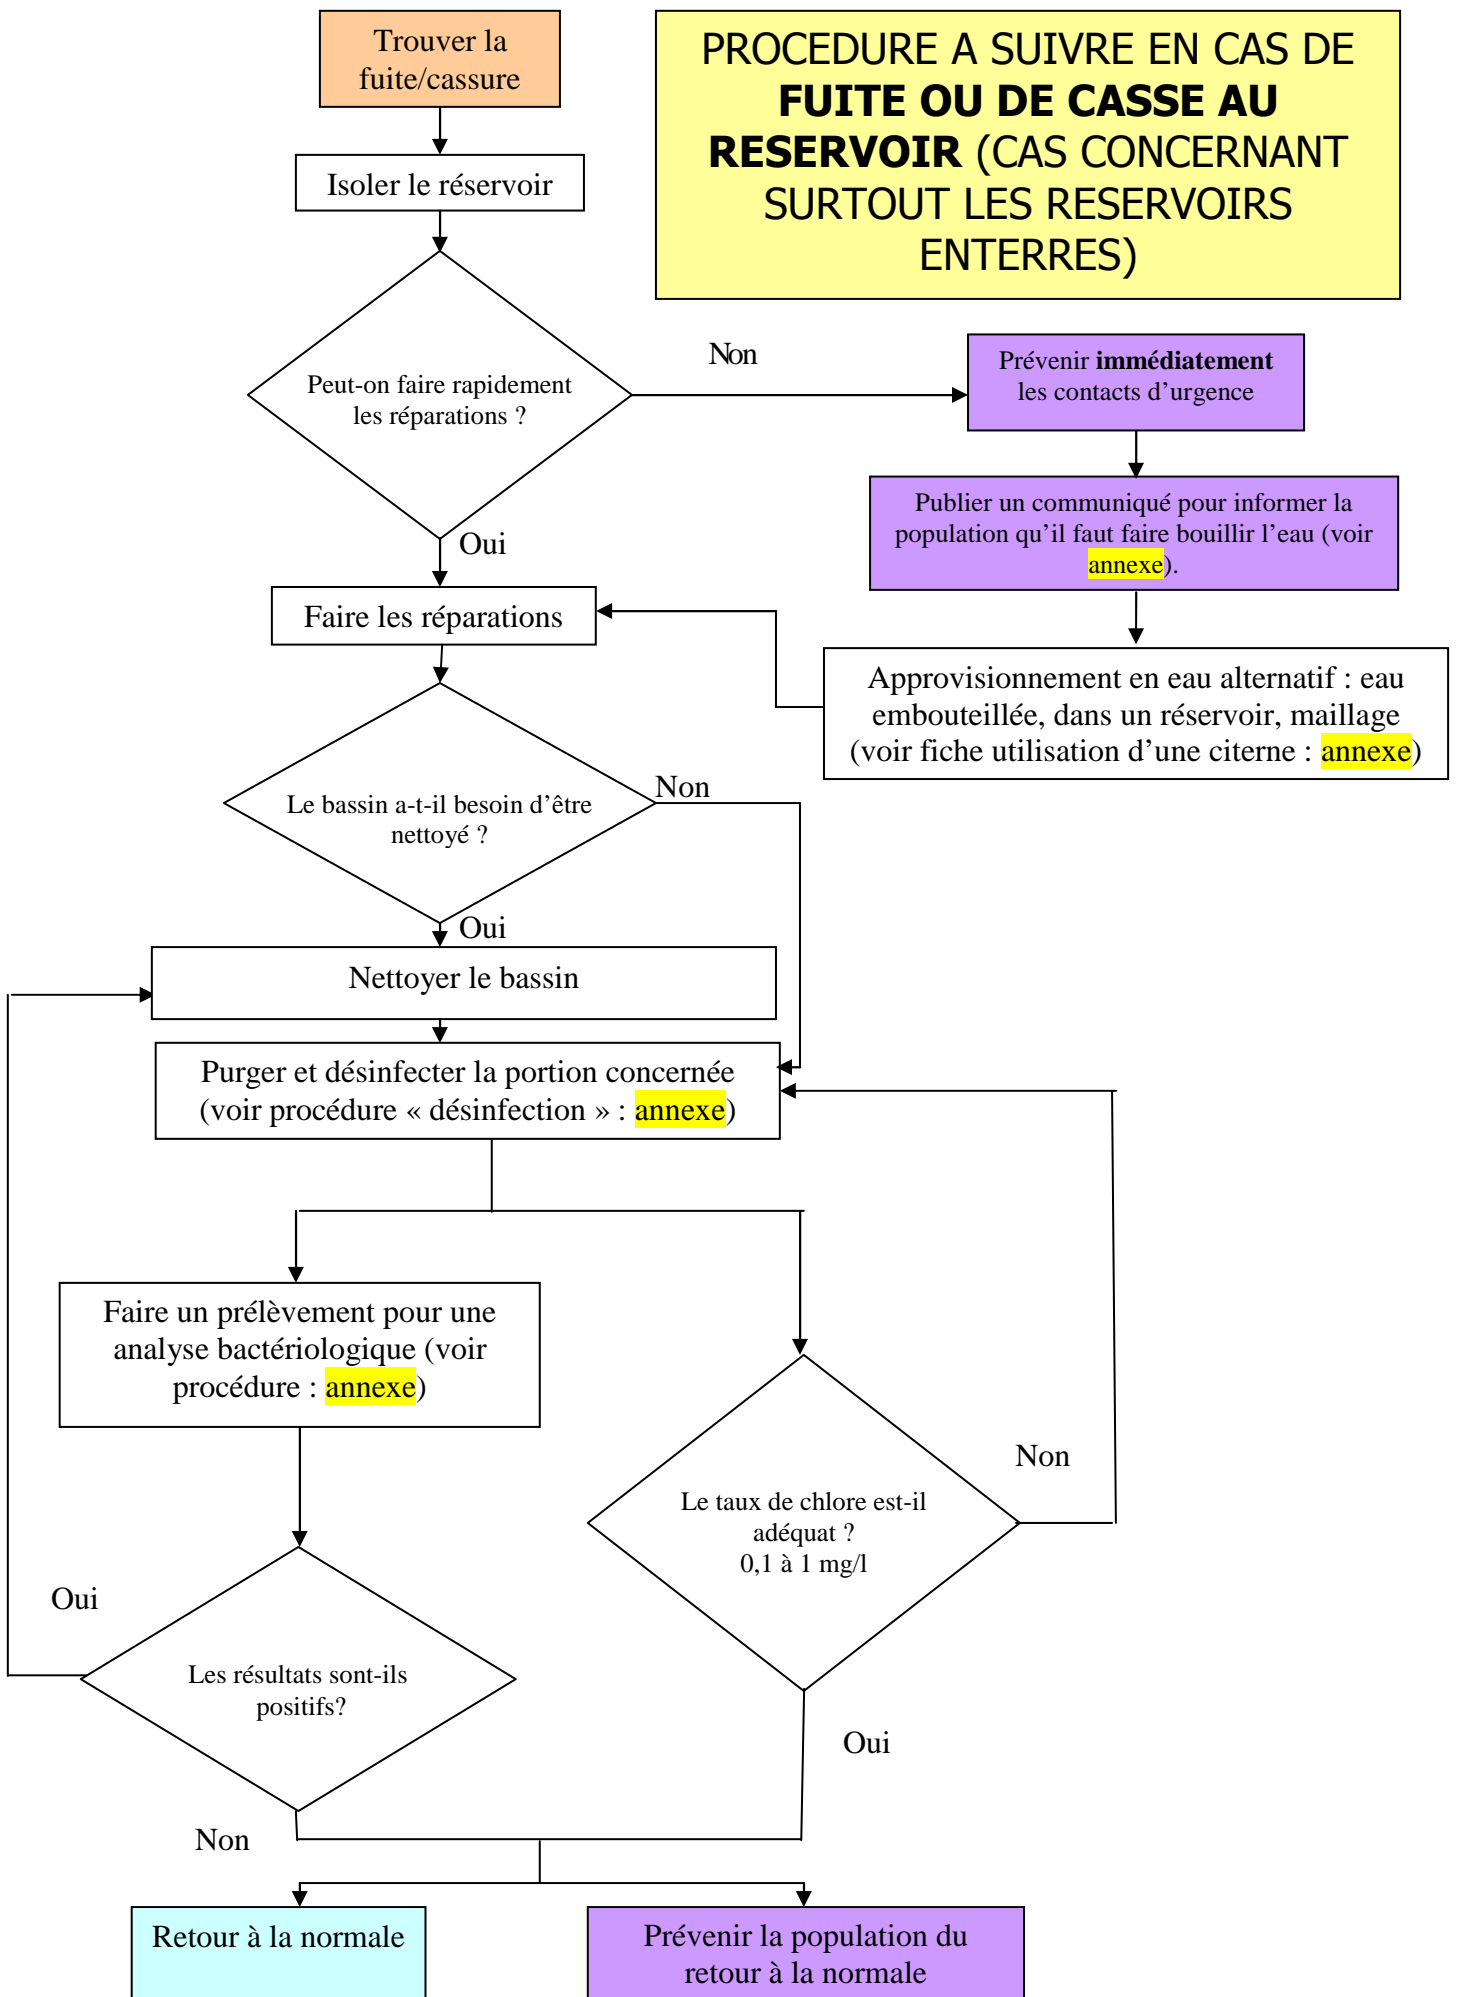 Trouver la
fuite/cassure
PROCEDURE A SUIVRE EN CAS DE
FUITE OU DE CASSE AU
RESERVOIR (CAS CONCERNANT
SURTOUT LES RESERVOIRS
ENTERRES)
Isoler le réservoir
Peut-on faire rapidement
les réparations ?
Non
Prévenir immédiatement
les contacts d’urgence
Publier un communiqué pour informer la
population qu’il faut faire bouillir l’eau (voir
annexe).
Oui
Faire les réparations
Approvisionnement en eau alternatif : eau
embouteillée, dans un réservoir, maillage
(voir fiche utilisation d’une citerne : annexe)
Le bassin a-t-il besoin d’être
nettoyé ?
Non
Oui
Nettoyer le bassin
Purger et désinfecter la portion concernée
(voir procédure « désinfection » : annexe)
Faire un prélèvement pour une
analyse bactériologique (voir
procédure : annexe)
Le taux de chlore est-il
adéquat ?
0,1 à 1 mg/l
Non
Oui
Les résultats sont-ils
positifs?
Oui
Non
Retour à la normale
Prévenir la population du
retour à la normale